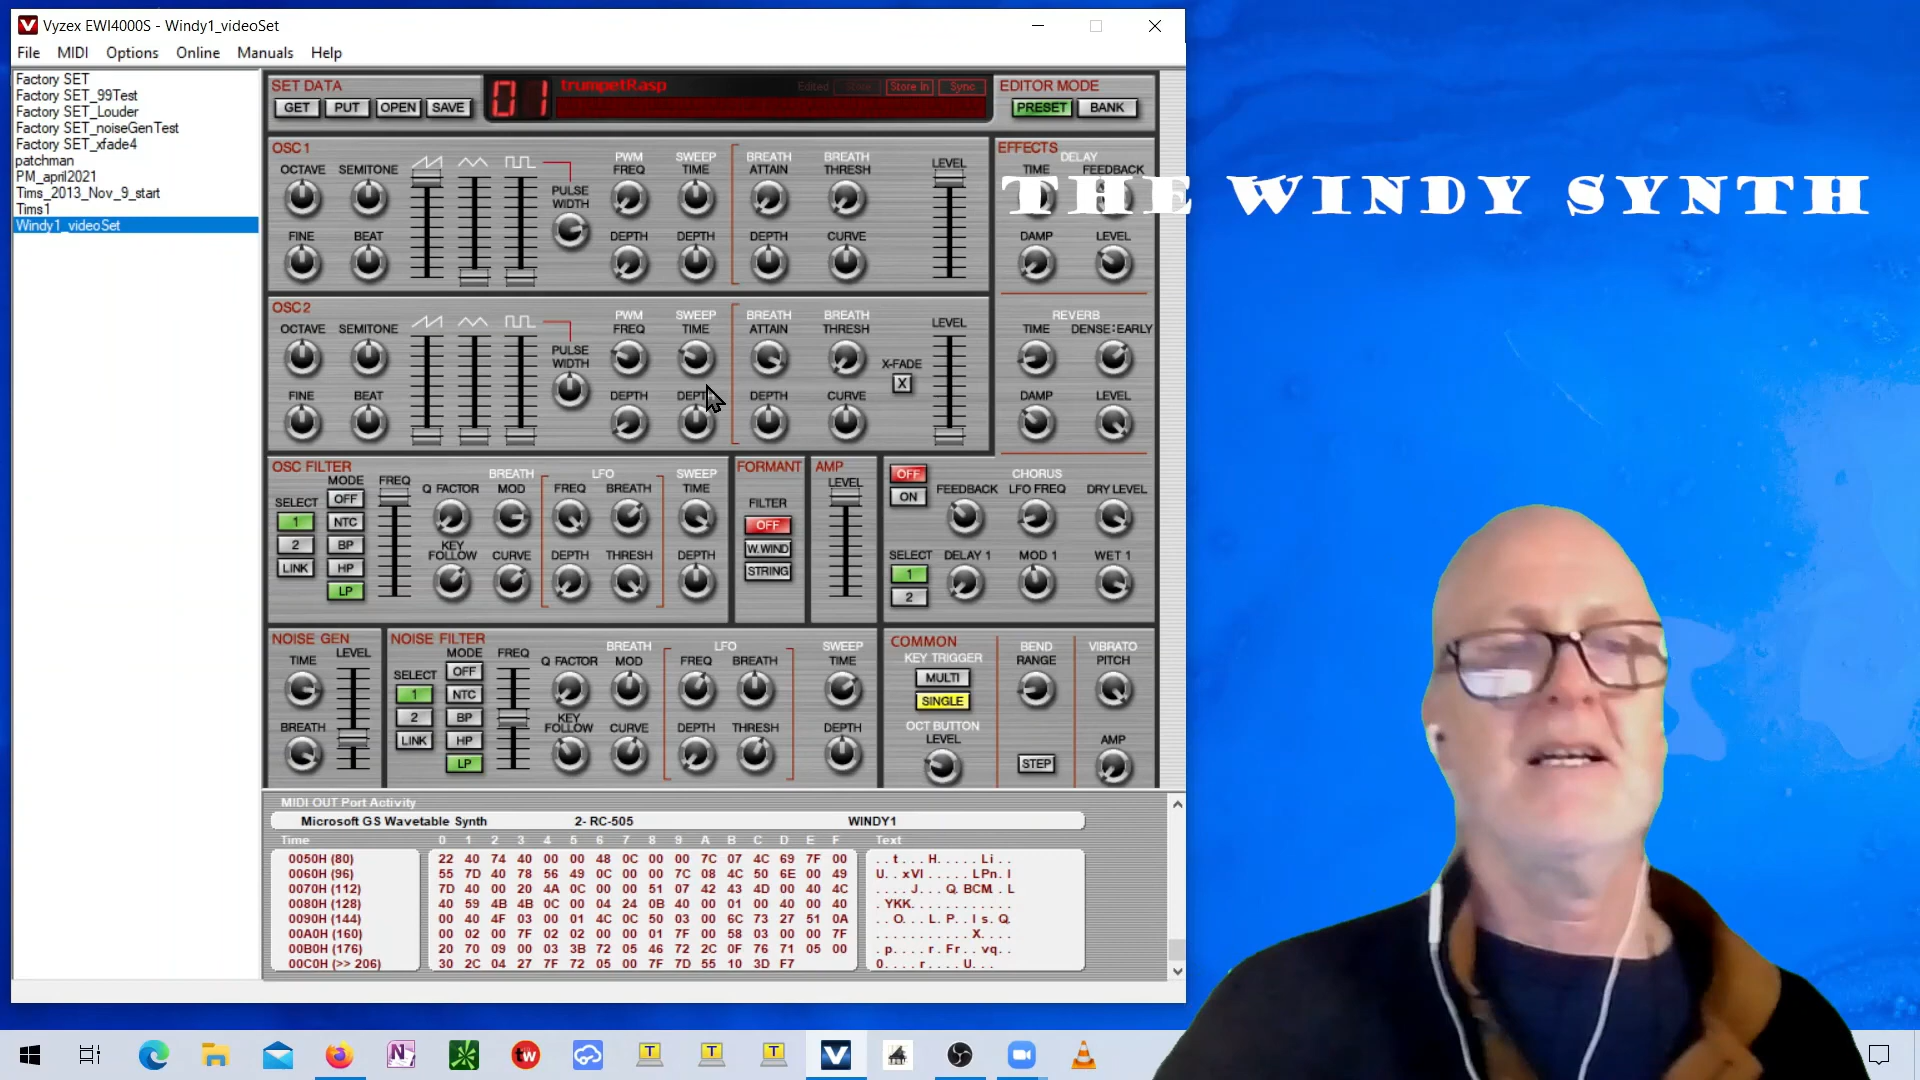 Vyzex EWI4000S - Windy1_videoSet
File MIDI Options Online Manuals Help
Factory SET
Factory SET_99Test
Factory SET_Louder
Factory SET_noiseGenTest
Factory SET_xfade4
patchman
PM_april2021
Tims_2013_Nov_9_start
Tims1
Windy1_videoSet
SET DATA
GET PUT OPEN SAVE
01 trumpetRasp
Edited Store Store In Sync
EDITOR MODE
PRESET BANK
OSC1
OCTAVE SEMITONE
PULSE WIDTH
PWM FREQ
SWEEP TIME
BREATH ATTAIN
BREATH THRESH
LEVEL
FINE BEAT DEPTH DEPTH DEPTH CURVE
EFFECTS
DELAY
TIME FEEDBACK
DAMP LEVEL
THE WINDY SYNTH
OSC2
OCTAVE SEMITONE
PULSE WIDTH
PWM FREQ
SWEEP TIME
BREATH ATTAIN
BREATH THRESH
X-FADE
X
LEVEL
FINE BEAT DEPTH DEPTH DEPTH CURVE
REVERB
TIME DENSE:EARLY
DAMP LEVEL
OSC FILTER
SELECT
1
2
LINK
MODE
OFF
NTC
BP
HP
LP
FREQ
Q FACTOR
BREATH
MOD
LFO
FREQ BREATH
SWEEP
TIME
KEY FOLLOW
CURVE DEPTH THRESH DEPTH
FORMANT
FILTER
OFF
W.WIND
STRING
AMP
LEVEL
OFF
ON
CHORUS
FEEDBACK LFO FREQ DRY LEVEL
SELECT
1
2
DELAY 1 MOD 1 WET 1
NOISE GEN
TIME LEVEL
BREATH
NOISE FILTER
SELECT
1
2
LINK
MODE
OFF
NTC
BP
HP
LP
FREQ
Q FACTOR
BREATH
MOD
LFO
FREQ BREATH
SWEEP
TIME
KEY FOLLOW
CURVE DEPTH THRESH DEPTH
COMMON
KEY TRIGGER
MULTI
SINGLE
OCT BUTTON
LEVEL
BEND
RANGE
STEP
VIBRATO
PITCH
AMP
MIDI OUT Port Activity
Microsoft GS Wavetable Synth 2- RC-505 WINDY1
Time 0 1 2 3 4 5 6 7 8 9 A B C D E F Text
0050H (80) 22 40 74 40 00 00 48 0C 00 00 7C 07 4C 69 7F 00 . . t . . . H . . . . . Li . .
0060H (96) 55 7D 40 78 56 49 0C 00 00 7C 08 4C 50 6E 00 49 U. . xVI . . . . . LPn. I
0070H (112) 7D 40 00 20 4A 0C 00 00 51 07 42 43 4D 00 40 4C . . . . J . . . Q. BCM. . L
0080H (128) 40 59 4B 4B 0C 00 04 24 0B 40 00 01 00 40 00 40 . YKK. . . . . . . . . . . .
0090H (144) 00 40 4F 03 00 01 4C 0C 50 03 00 6C 73 27 51 0A . . O. . . L. P. . l s. Q.
00A0H (160) 00 02 00 7F 02 02 00 00 01 7F 00 58 03 00 00 7F . . . . . . . . . . . X. . . .
00B0H (176) 20 70 09 00 03 3B 72 05 46 72 2C 0F 76 71 05 00 . p. . . . r. Fr. . vq. .
00C0H (>> 206) 30 2C 04 27 7F 72 05 00 7F 7D 55 10 3D F7 0. . . . r. . . . U. . .